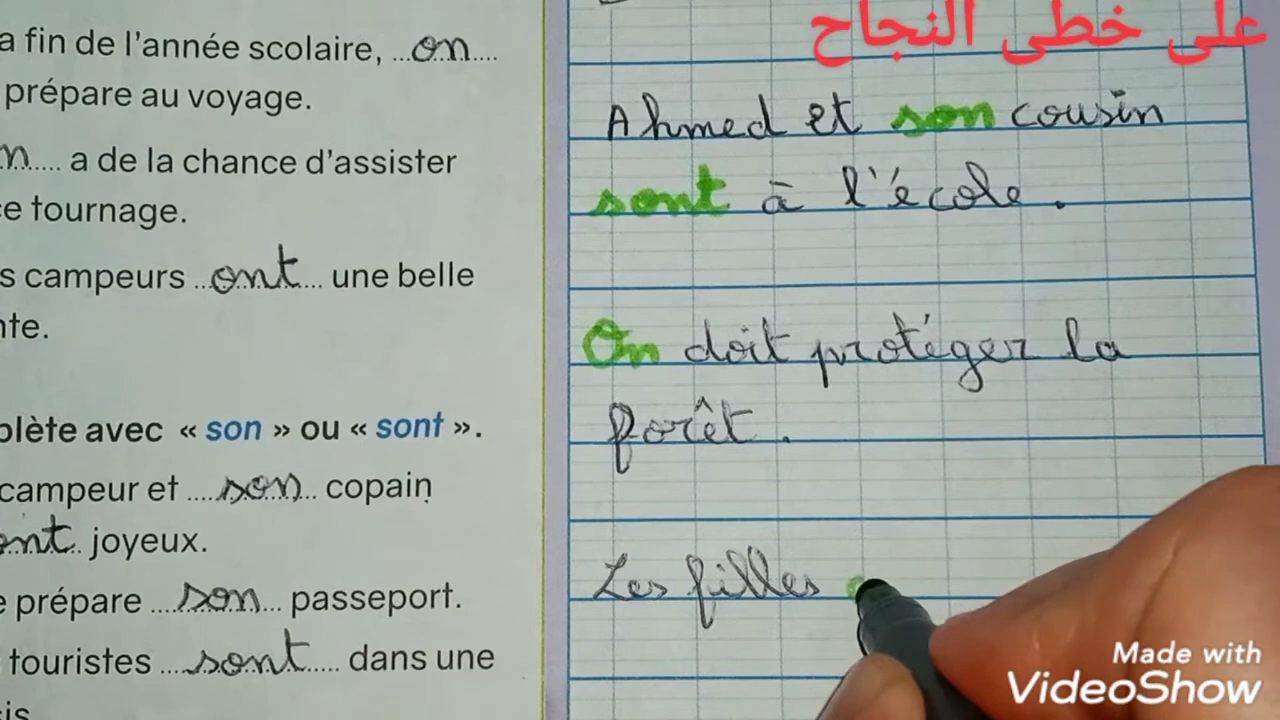 على خطى النجاح
a fin de l'année scolaire, ...on....
prépare au voyage.
n..... a de la chance d'assister
ce tournage.
s campeurs ..ont... une belle
nte.
plète avec « son » ou « sont ».
campeur et ....son... copain
ont.. joyeux.
e prépare ....son... passeport.
touristes ....sont..... dans une
is
Ahmed et son cousin
sont à l'école .
On doit protéger la
forêt .
Les filles
Made with
VideoShow